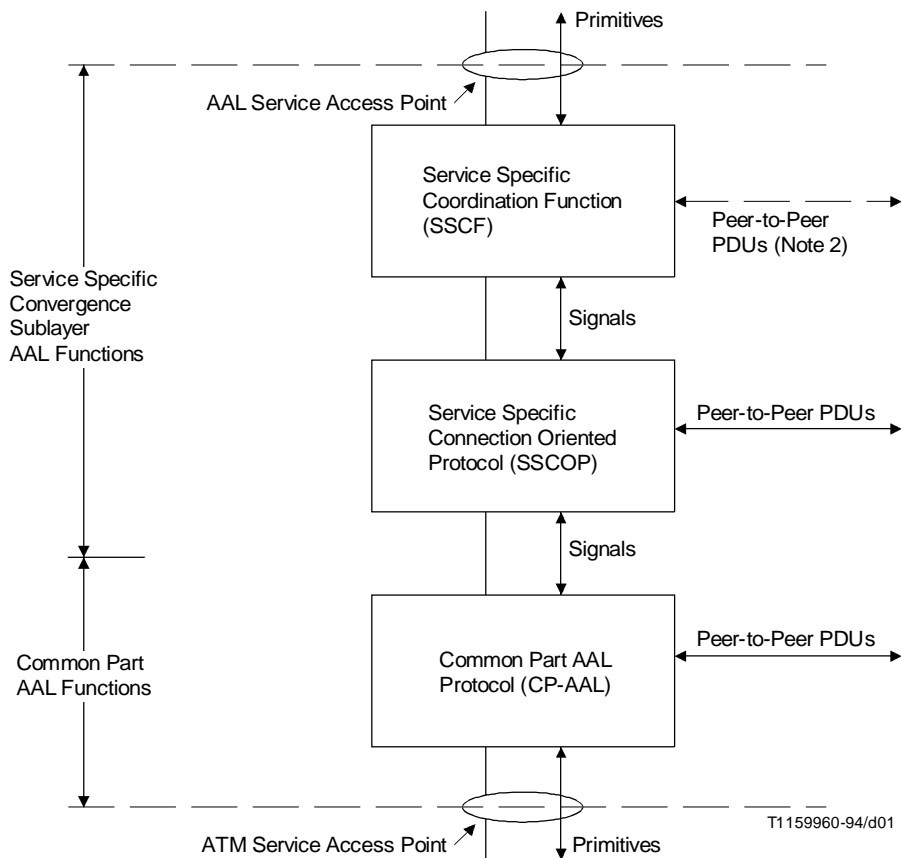 Primitives
AAL Service Access Point
Service Specific
Coordination Function
(SSCF)
Peer-to-Peer
PDUs (Note 2)
Service Specific
Convergence
Sublayer
AAL Functions
Signals
Service Specific
Connection Oriented
Protocol (SSCOP)
Peer-to-Peer PDUs
Signals
Common Part
AAL Functions
Common Part AAL
Protocol (CP-AAL)
Peer-to-Peer PDUs
T1159960-94/d01
ATM Service Access Point
Primitives